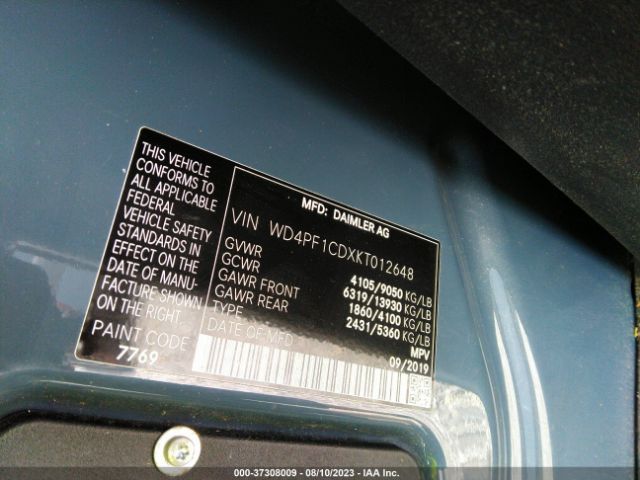 THIS VEHICLE
CONFORMS TO
ALL APPLICABLE
FEDERAL
VEHICLE SAFETY
STANDARDS IN
EFFECT ON THE
DATE OF MANU-
FACTURE SHOWN
ON THE RIGHT.
PAINT CODE
7769
MFD: DAIMLER AG
VIN WD4PF1CDXKT012648
GVWR 4105/9050 KG/LB
GCWR 6319/13930 KG/LB
GAWR FRONT 1860/4100 KG/LB
GAWR REAR 2431/5360 KG/LB
TYPE MPV
DATE OF MFD 09/2019
000-37308009 - 08/10/2023 - IAA Inc.